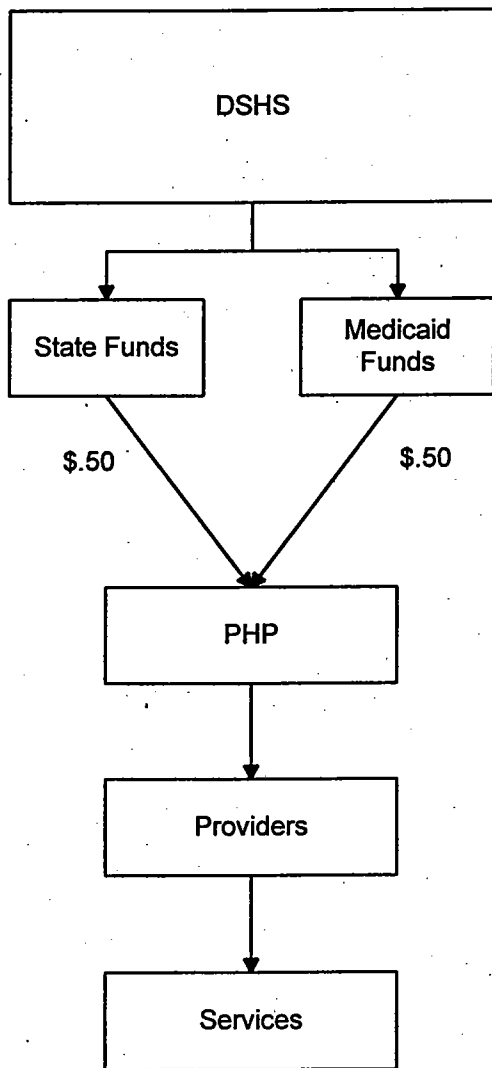 DSHS
State Funds
Medicaid
Funds
$.50
$.50
PHP
Providers
Services